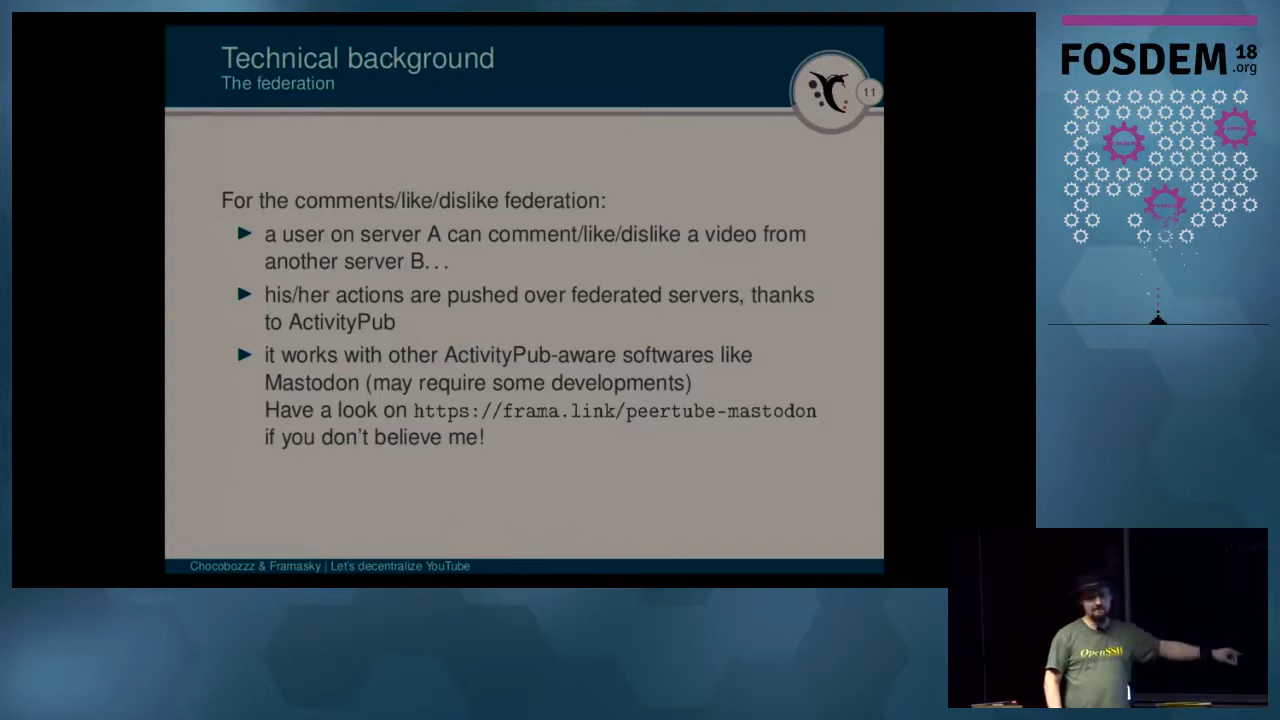 Technical background
The federation
11
For the comments/like/dislike federation:
a user on server A can comment/like/dislike a video from
another server B...
his/her actions are pushed over federated servers, thanks
to ActivityPub
it works with other ActivityPub-aware softwares like
Mastodon (may require some developments)
Have a look on https://frama.link/peertube-mastodon
if you don't believe me!
Chocobozzz & Framasky | Let's decentralize YouTube
FOSDEM 18
.org
OpenSSH